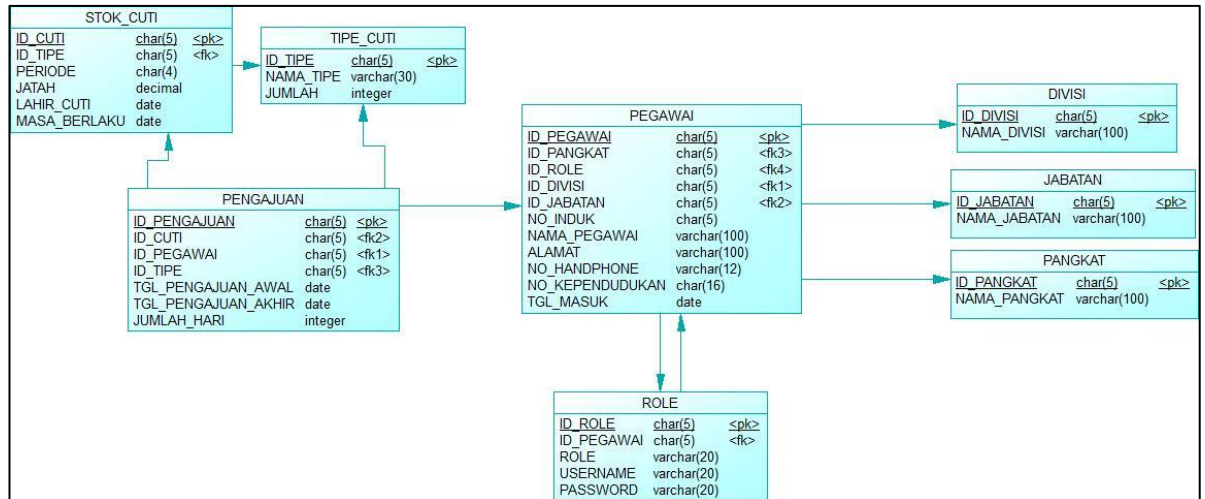 STOK_CUTI
ID_CUTI char(5) <pk>
ID_TIPE char(5) <fk>
PERIODE char(4)
JATAH decimal
LAHIR_CUTI date
MASA_BERLAKU date
TIPE_CUTI
ID_TIPE char(5) <pk>
NAMA_TIPE varchar(30)
JUMLAH integer
PENGAJUAN
ID_PENGAJUAN char(5) <pk>
ID_CUTI char(5) <fk2>
ID_PEGAWAI char(5) <fk1>
ID_TIPE char(5) <fk3>
TGL_PENGAJUAN_AWAL date
TGL_PENGAJUAN_AKHIR date
JUMLAH_HARI integer
PEGAWAI
ID_PEGAWAI char(5) <pk>
ID_PANGKAT char(5) <fk3>
ID_ROLE char(5) <fk4>
ID_DIVISI char(5) <fk1>
ID_JABATAN char(5) <fk2>
NO_INDUK char(5)
NAMA_PEGAWAI varchar(100)
ALAMAT varchar(100)
NO_HANDPHONE varchar(12)
NO_KEPENDUDUKAN char(16)
TGL_MASUK date
DIVISI
ID_DIVISI char(5) <pk>
NAMA_DIVISI varchar(100)
JABATAN
ID_JABATAN char(5) <pk>
NAMA_JABATAN varchar(100)
PANGKAT
ID_PANGKAT char(5) <pk>
NAMA_PANGKAT varchar(100)
ROLE
ID_ROLE char(5) <pk>
ID_PEGAWAI char(5) <fk>
ROLE varchar(20)
USERNAME varchar(20)
PASSWORD varchar(20)